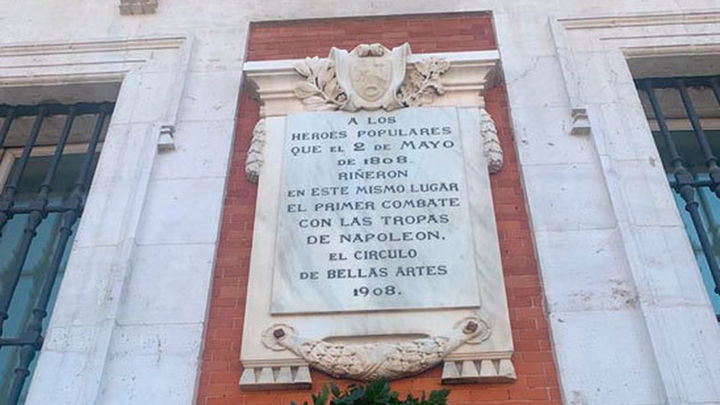 A LOS
HEROES POPULARES
QUE EL 2 DE MAYO
DE 1808.
RIÑERON
EN ESTE MISMO LUGAR
EL PRIMER COMBATE
CON LAS TROPAS
DE NAPOLEON,
EL CIRCULO
DE BELLAS ARTES
1908.